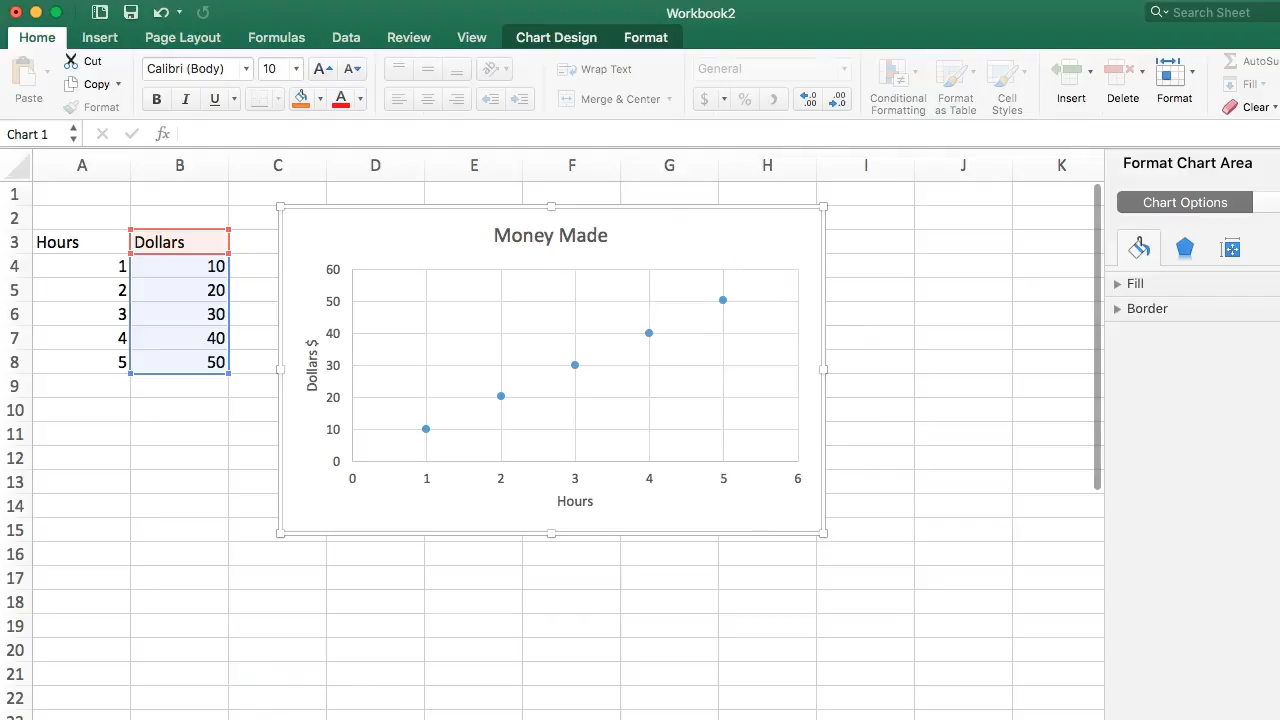 Workbook2
Search Sheet
Home Insert Page Layout Formulas Data Review View Chart Design Format
Paste
Cut
Copy
Format
Calibri (Body) 10 A A
B I U A
Wrap Text
Merge & Center
General
$ % .0 .00 .00 .0
Conditional Formatting
Format as Table
Cell Styles
Insert
Delete
Format
AutoSu
Fill
Clear
Chart 1 fx
A B C D E F G H I J K
1
2
3 Hours Dollars
4 1 10
5 2 20
6 3 30
7 4 40
8 5 50
9
10
11
12
13
14
15
16
17
18
19
20
21
22
Money Made
60
50
40
30
20
10
0
Dollars $
0 1 2 3 4 5 6
Hours
Format Chart Area
Chart Options
Fill
Border